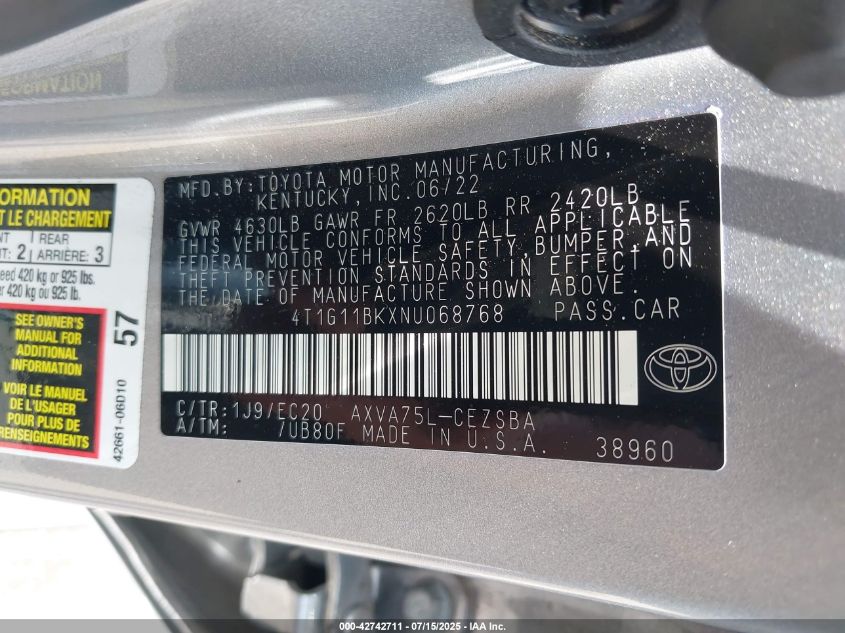 MFD.BY:TOYOTA MOTOR MANUFACTURING,
KENTUCKY,INC.06/22
GVWR 4630LB GAWR FR 2620LB RR 2420LB
THIS VEHICLE CONFORMS TO ALL APPLICABLE
FEDERAL MOTOR VEHICLE SAFETY,BUMPER,AND
THEFT PREVENTION STANDARDS IN EFFECT ON
THE DATE OF MANUFACTURE SHOWN ABOVE.
4T1G11BKXNU068768 PASS.CAR
C/TR:1J9/EC20 AXVA75L-CEZSBA
A/TM: 7UB80F MADE IN U.S.A. 38960
ORMATION
LE CHARGEMENT
REAR
2 ARRIÈRE: 3
420 kg or 925 lbs.
420 kg ou 925 lb.
SEE OWNER'S
MANUAL FOR
ADDITIONAL
INFORMATION
VOIR LE MANUEL
DE L'USAGER
POUR PLUS DE
RENSEIGNEMENTS
57
42661-06D10
000-42742711 - 07/15/2025 - IAA Inc.